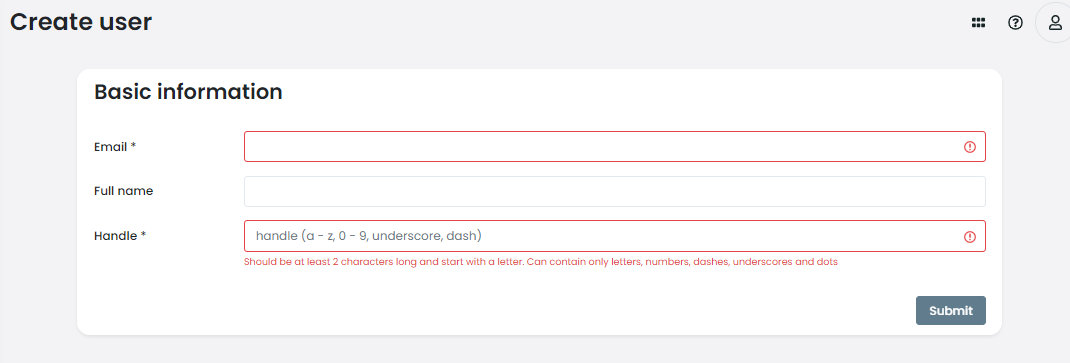 Create user
Basic information
Email *
Full name
Handle *
handle (a - z, 0 - 9, underscore, dash)
Should be at least 2 characters long and start with a letter. Can contain only letters, numbers, dashes, underscores and dots
Submit